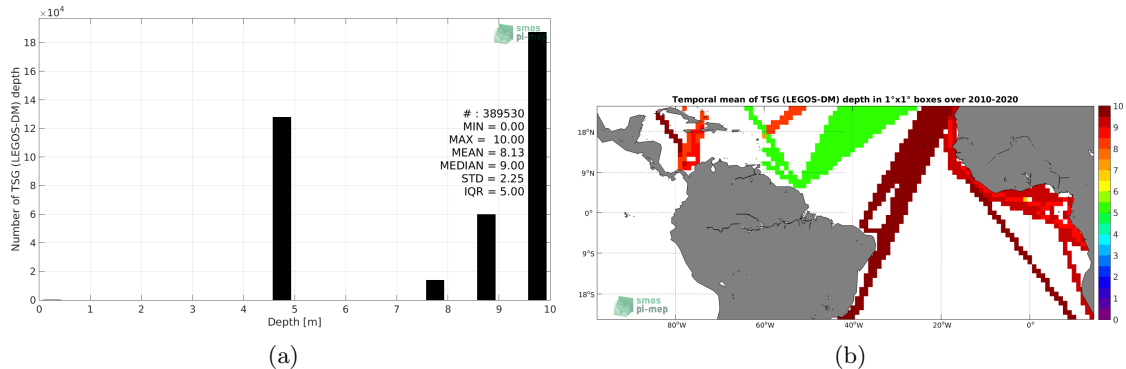 ×10⁴
18
16
14
12
10
8
6
4
2
0
Number of TSG (LEGOS-DM) depth
smos
pi-mep
# : 389530
MIN = 0.00
MAX = 10.00
MEAN = 8.13
MEDIAN = 9.00
STD = 2.25
IQR = 5.00
0 1 2 3 4 5 6 7 8 9 10
Depth [m]
(a)
Temporal mean of TSG (LEGOS-DM) depth in 1°x1° boxes over 2010-2020
18°N
9°N
0°
9°S
18°S
smos
pi-mep
80°W 60°W 40°W 20°W 0°
10
9
8
7
6
5
4
3
2
1
0
(b)